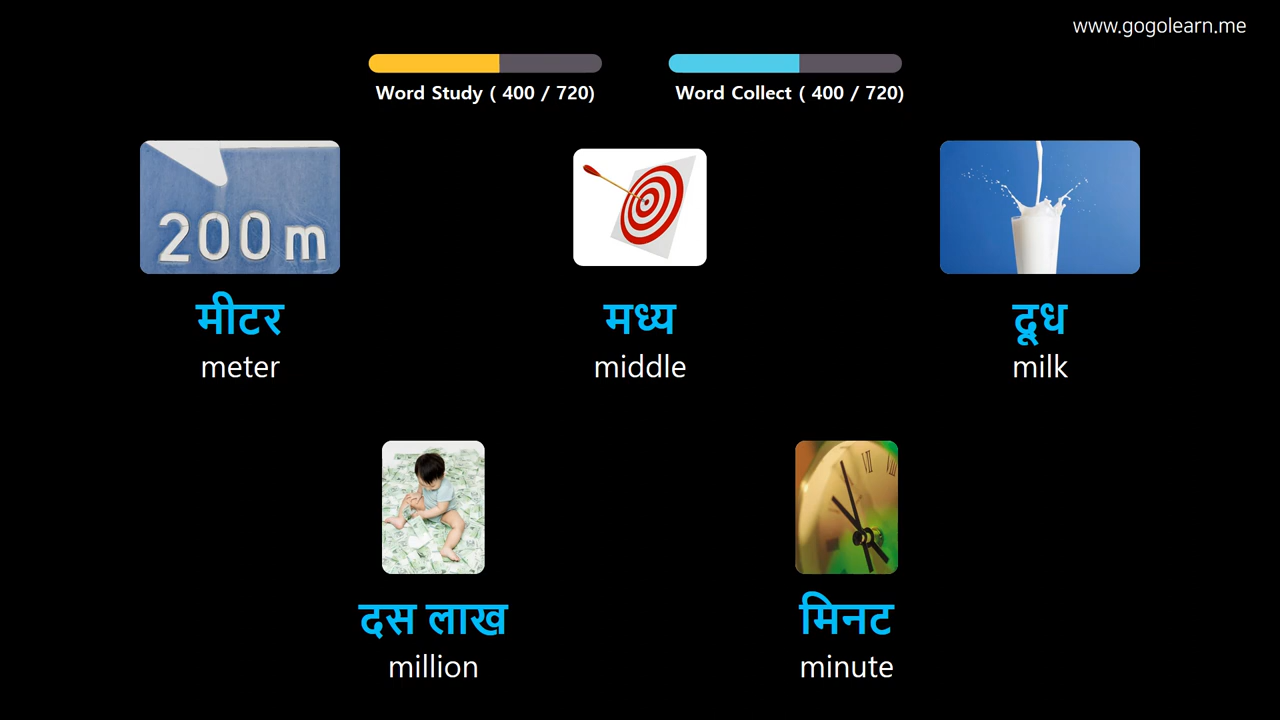 www.gogolearn.me
Word Study ( 400 / 720)
Word Collect ( 400 / 720)
200 m
मीटर
meter
मध्य
middle
दूध
milk
दस लाख
million
मिनट
minute